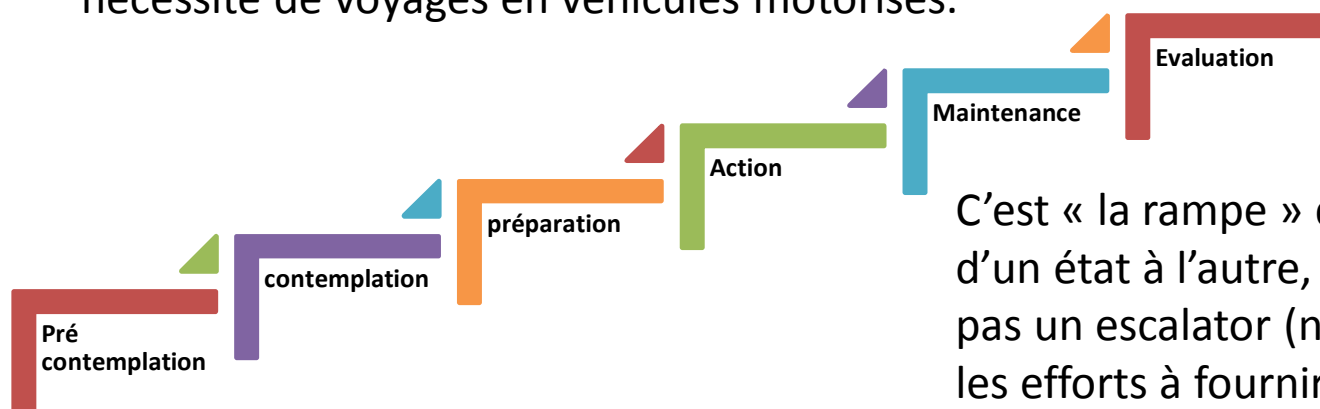 nécessité de voyages en véhicules motorisés.
Evaluation
Maintenance
Action
préparation
contemplation
Pré
contemplation
C’est « la rampe »
d’un état à l’autre,
pas un escalator (n
les efforts à fournir